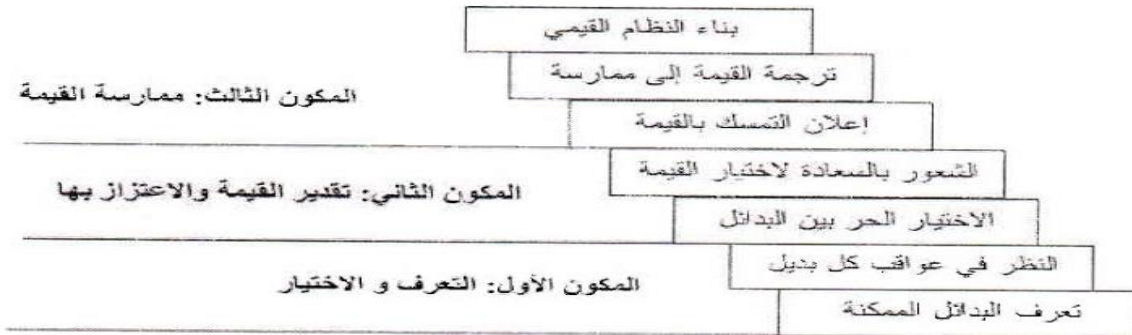 بناء النظام القيمي
ترجمة القيمة إلى ممارسة
المكون الثالث: ممارسة القيمة
إعلان التمسك بالقيمة
الشعور بالسعادة لاختيار القيمة
المكون الثاني: تقدير القيمة والاعتزاز بها
الاختيار الحر بين البدائل
النظر في عواقب كل بديل
المكون الأول: التعرف و الاختيار
تعرف البدائل الممكنة